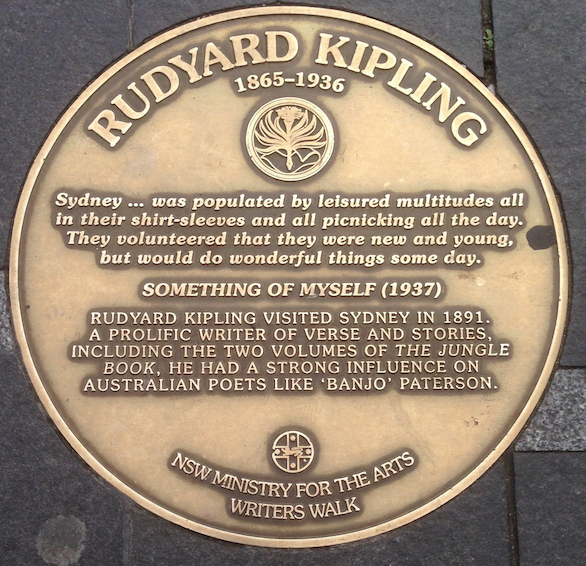 RUDYARD KIPLING
1865–1936
Sydney ... was populated by leisured multitudes all
in their shirt-sleeves and all picnicking all the day.
They volunteered that they were new and young,
but would do wonderful things some day.
SOMETHING OF MYSELF (1937)
RUDYARD KIPLING VISITED SYDNEY IN 1891.
A PROLIFIC WRITER OF VERSE AND STORIES,
INCLUDING THE TWO VOLUMES OF THE JUNGLE
BOOK, HE HAD A STRONG INFLUENCE ON
AUSTRALIAN POETS LIKE ‘BANJO’ PATERSON.
NSW MINISTRY FOR THE ARTS
WRITERS WALK